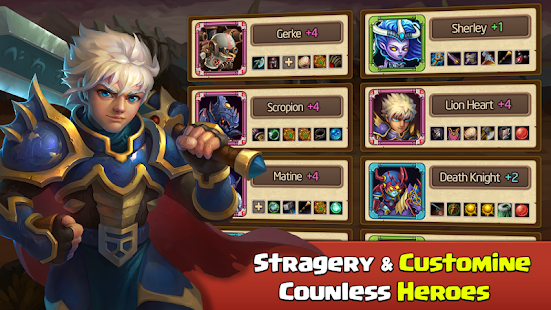 Gerke +4
Sherley +1
Scropion +4
Lion Heart +4
Matine +4
Death Knight +2
Stragery & Customine
Counless Heroes